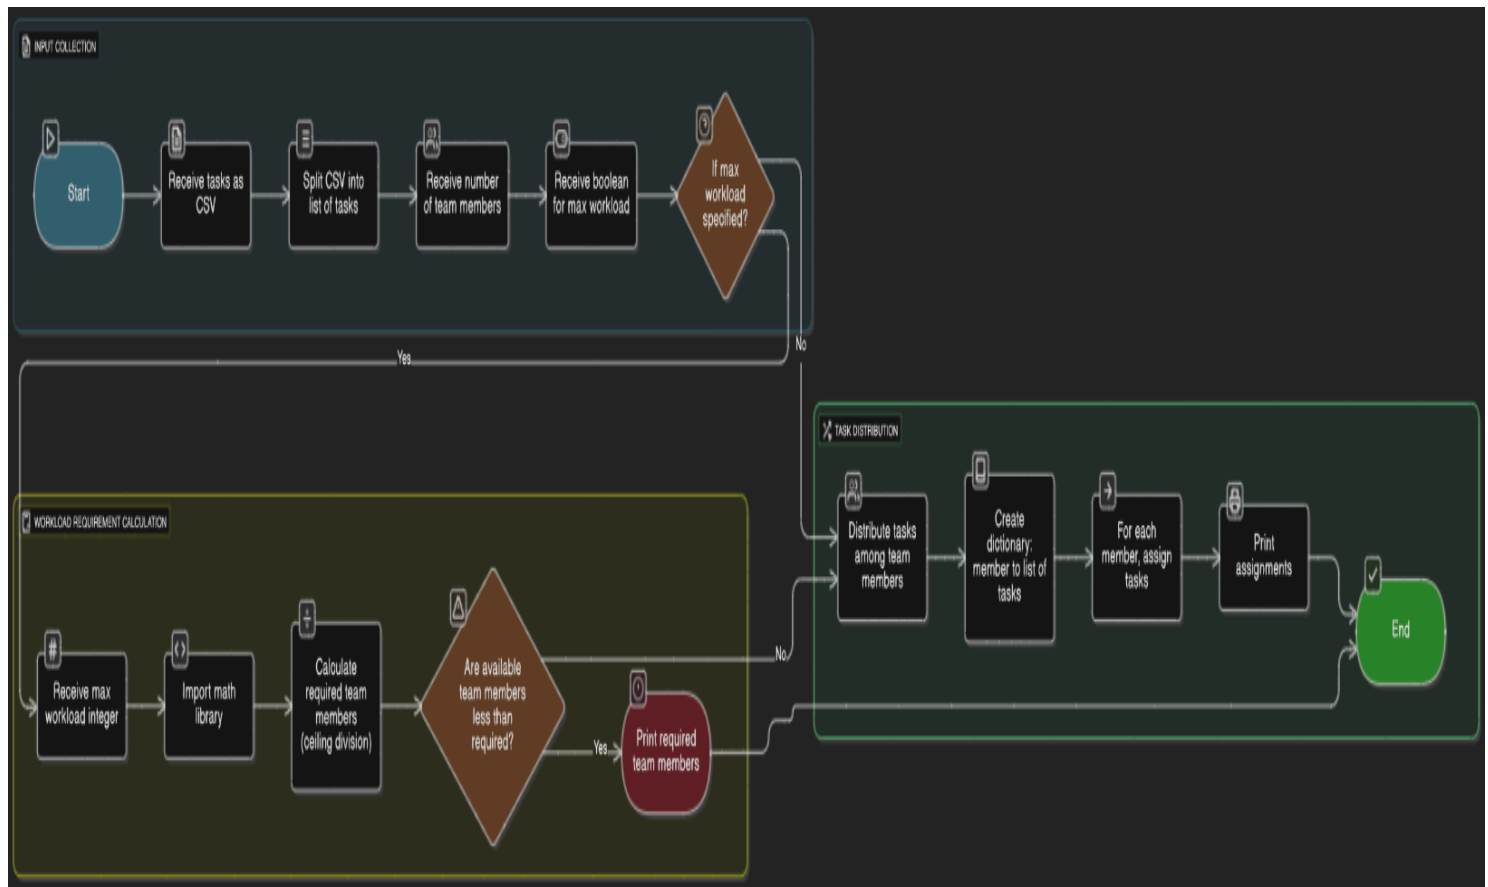 INPUT COLLECTION
Start
Receive tasks as
CSV
Split CSV into
list of tasks
Receive number
of team members
Receive boolean
for max workload
If max
workload
specified?
No
Yes
TASK DISTRIBUTION
Distribute tasks
among team
members
Create
dictionary:
member to list of
tasks
For each
member, assign
tasks
Print
assignments
End
WORKLOAD REQUIREMENT CALCULATION
Receive max
workload integer
Import math
library
Calculate
required team
members
(ceiling division)
Are available
team members
less than
required?
No
Yes
Print required
team members